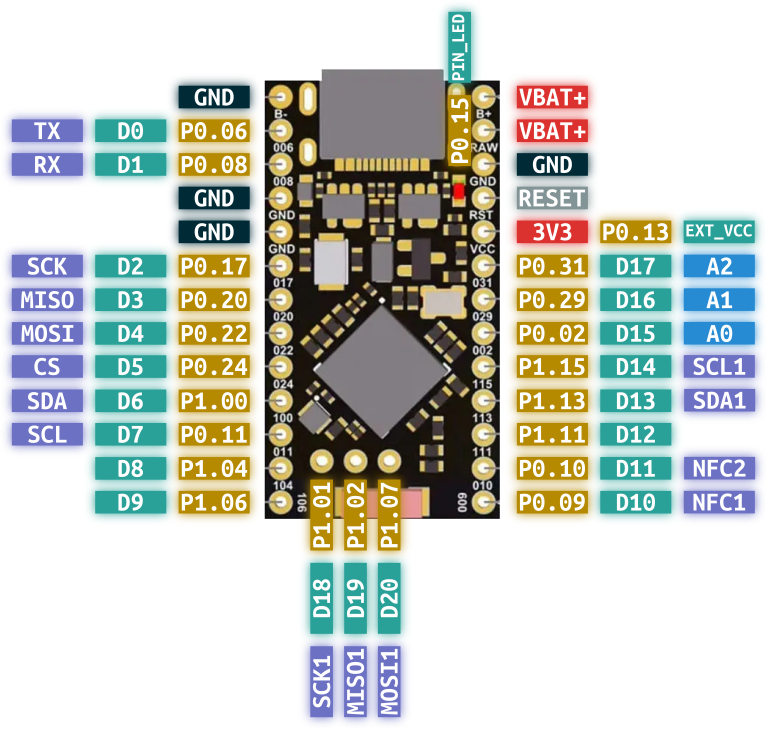 PIN_LED
P0.15
GND
VBAT+
TX D0 P0.06
VBAT+
RX D1 P0.08
GND
GND
RESET
GND
3V3 P0.13 EXT_VCC
SCK D2 P0.17
P0.31 D17 A2
MISO D3 P0.20
P0.29 D16 A1
MOSI D4 P0.22
P0.02 D15 A0
CS D5 P0.24
P1.15 D14 SCL1
SDA D6 P1.00
P1.13 D13 SDA1
SCL D7 P0.11
P1.11 D12
D8 P1.04
P0.10 D11 NFC2
D9 P1.06
P0.09 D10 NFC1
B-
006
008
GND
GND
017
020
022
024
100
011
104
106
B+
RAW
GND
RST
VCC
031
029
002
115
113
111
010
009
P1.01 P1.02 P1.07
D18 D19 D20
SCK1 MISO1 MOSI1